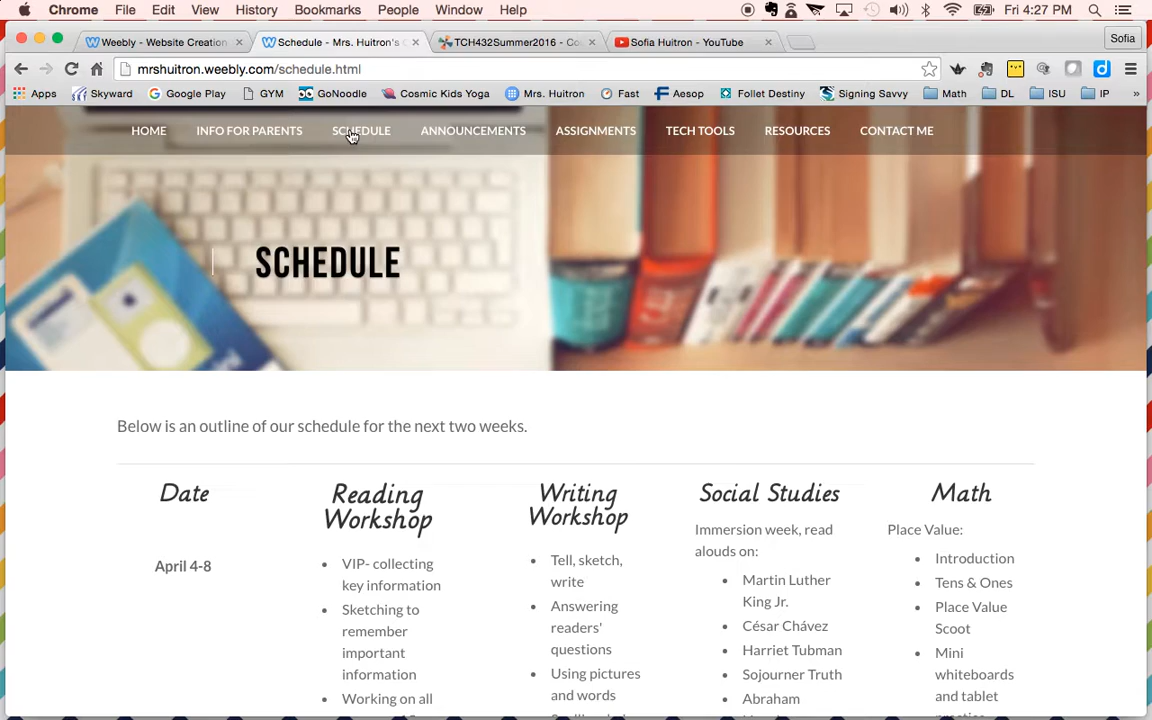 Chrome File Edit View History Bookmarks People Window Help Fri 4:27 PM
Weebly - Website Creation Schedule - Mrs. Huitron's C TCH432Summer2016 - Co Sofia Huitron - YouTube Sofia
mrshuitron.weebly.com/schedule.html
Apps Skyward Google Play GYM GoNoodle Cosmic Kids Yoga Mrs. Huitron Fast Aesop Follet Destiny Signing Savvy Math DL ISU IP »
HOME INFO FOR PARENTS SCHEDULE ANNOUNCEMENTS ASSIGNMENTS TECH TOOLS RESOURCES CONTACT ME
SCHEDULE
Below is an outline of our schedule for the next two weeks.
Date
April 4-8
Reading
Workshop
• VIP- collecting
key information
• Sketching to
remember
important
information
• Working on all
Writing
Workshop
• Tell, sketch,
write
• Answering
readers'
questions
• Using pictures
and words
Social Studies
Immersion week, read
alouds on:
• Martin Luther
King Jr.
• César Chávez
• Harriet Tubman
• Sojourner Truth
• Abraham
Math
Place Value:
• Introduction
• Tens & Ones
• Place Value
Scoot
• Mini
whiteboards
and tablet